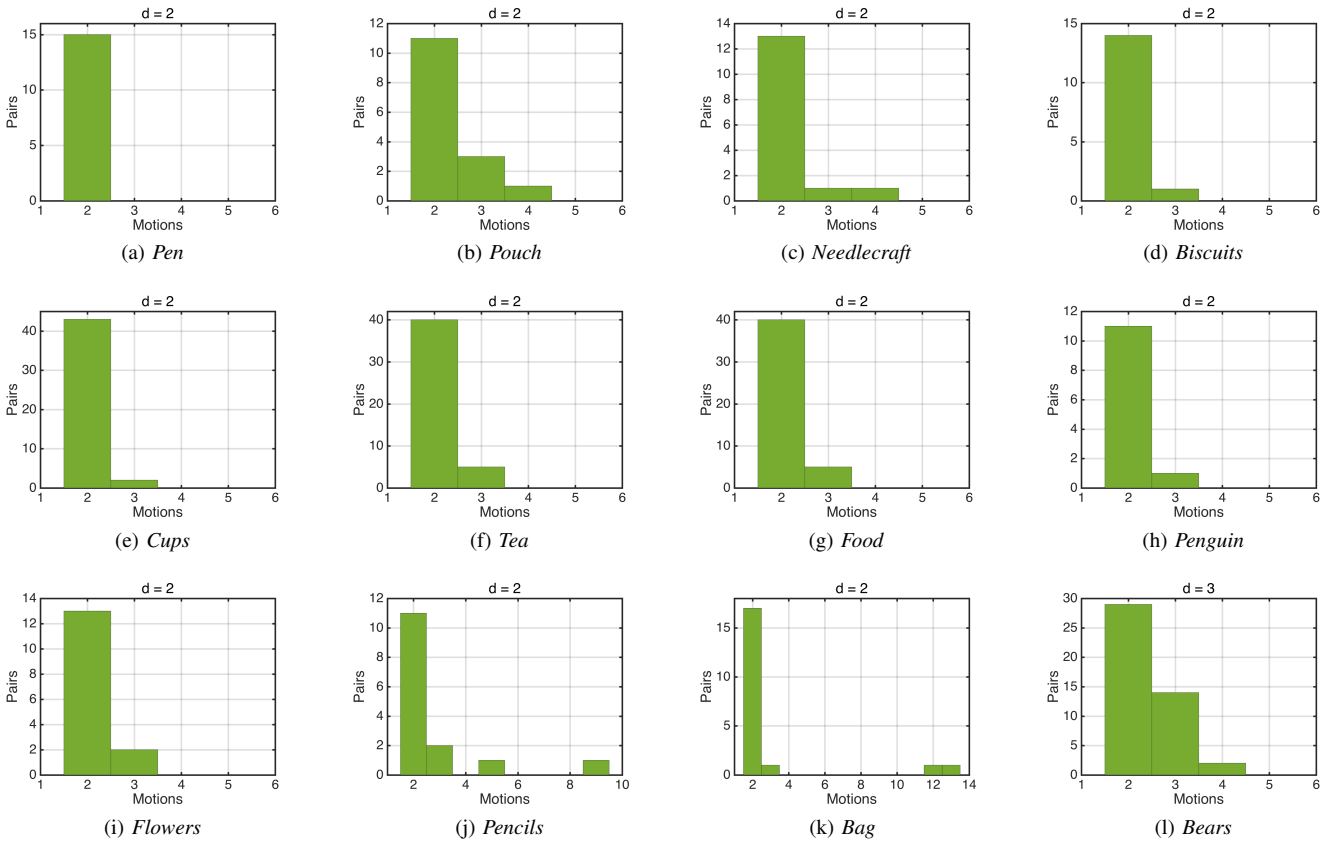 d = 2
15
10
5
0
Pairs
1 2 3 4 5 6
Motions
(a) Pen
d = 2
12
10
8
6
4
2
0
Pairs
1 2 3 4 5 6
Motions
(b) Pouch
d = 2
14
12
10
8
6
4
2
0
Pairs
1 2 3 4 5 6
Motions
(c) Needlecraft
d = 2
15
10
5
0
Pairs
1 2 3 4 5 6
Motions
(d) Biscuits
d = 2
40
30
20
10
0
Pairs
1 2 3 4 5 6
Motions
(e) Cups
d = 2
40
30
20
10
0
Pairs
1 2 3 4 5 6
Motions
(f) Tea
d = 2
40
30
20
10
0
Pairs
1 2 3 4 5 6
Motions
(g) Food
d = 2
12
10
8
6
4
2
0
Pairs
1 2 3 4 5 6
Motions
(h) Penguin
d = 2
14
12
10
8
6
4
2
0
Pairs
1 2 3 4 5 6
Motions
(i) Flowers
d = 2
12
10
8
6
4
2
0
Pairs
2 4 6 8 10
Motions
(j) Pencils
d = 2
15
10
5
0
Pairs
2 4 6 8 10 12 14
Motions
(k) Bag
d = 3
30
25
20
15
10
5
0
Pairs
1 2 3 4 5 6
Motions
(l) Bears